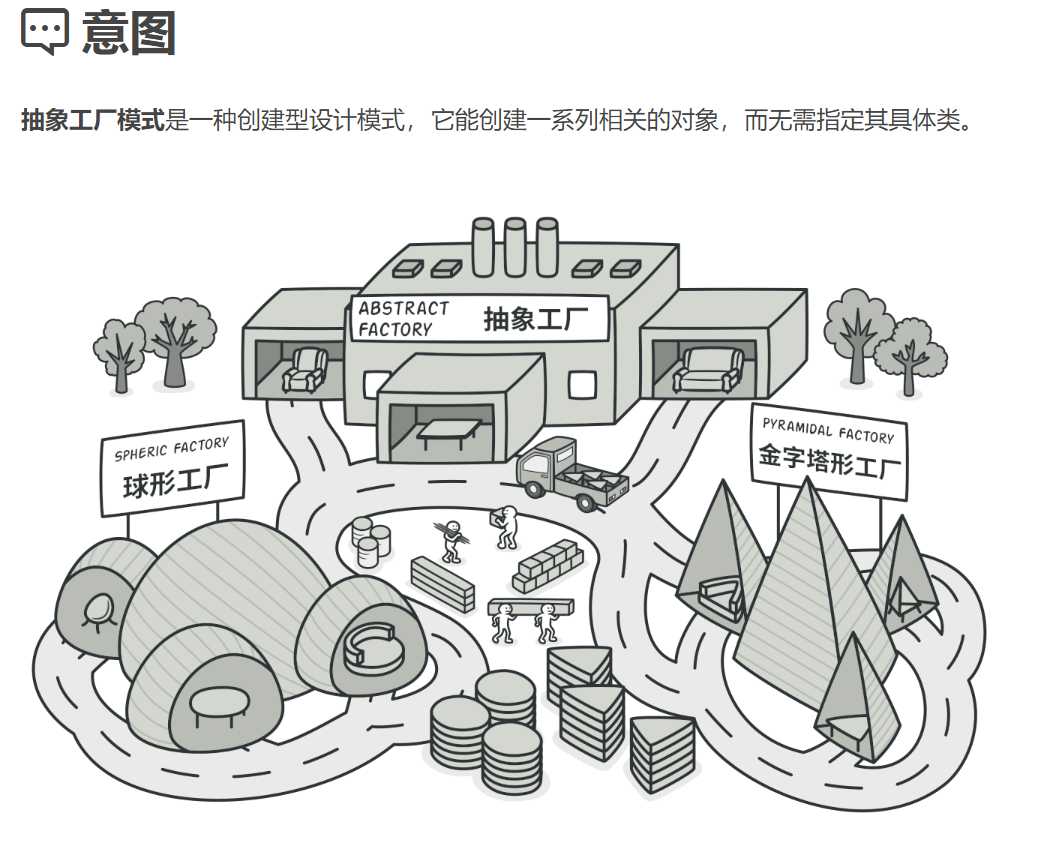 意图
抽象工厂模式是一种创建型设计模式，它能创建一系列相关的对象，而无需指定其具体类。
ABSTRACT
FACTORY
抽象工厂
SPHERIC FACTORY
球形工厂
PYRAMIDAL FACTORY
金字塔形工厂